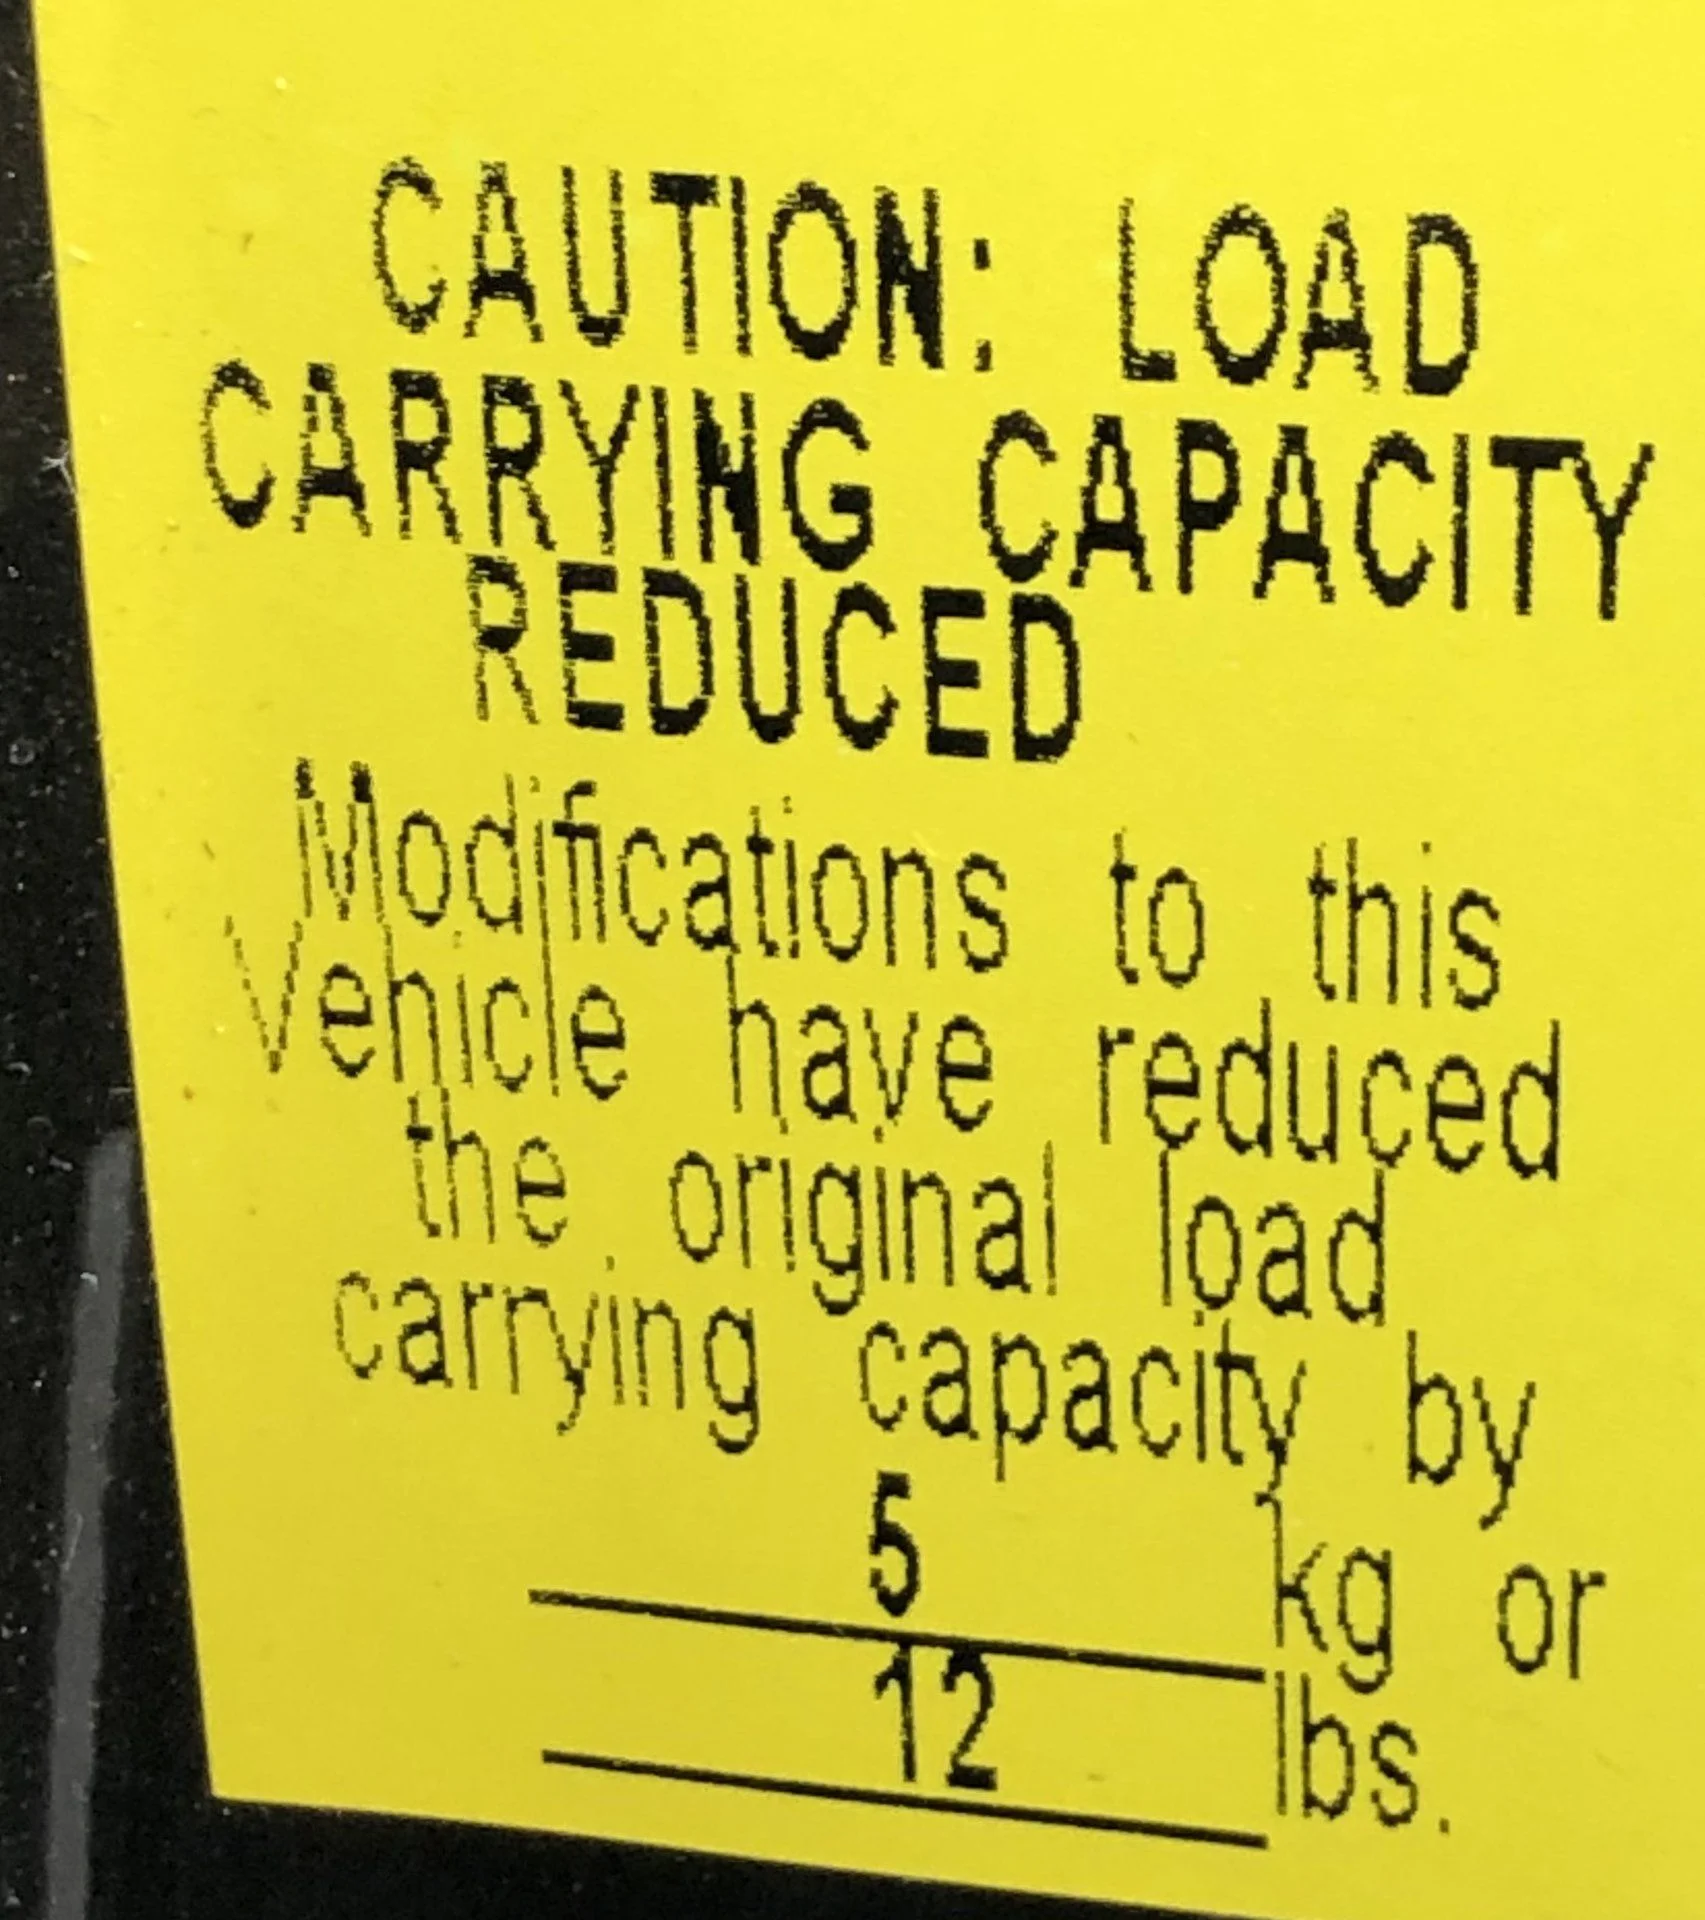 CAUTION: LOAD
CARRYING CAPACITY
REDUCED
Modifications to this
Vehicle have reduced
the original load
carrying capacity by
5 kg or
12 lbs.